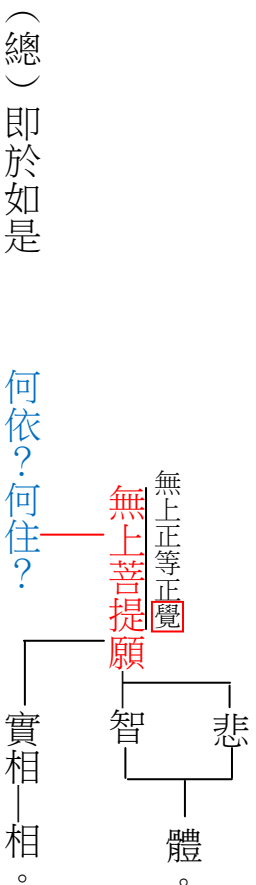 悲
智
體。
無上正等正覺
無上菩提願
（總）即於如是
何依？何住？
實相—相。